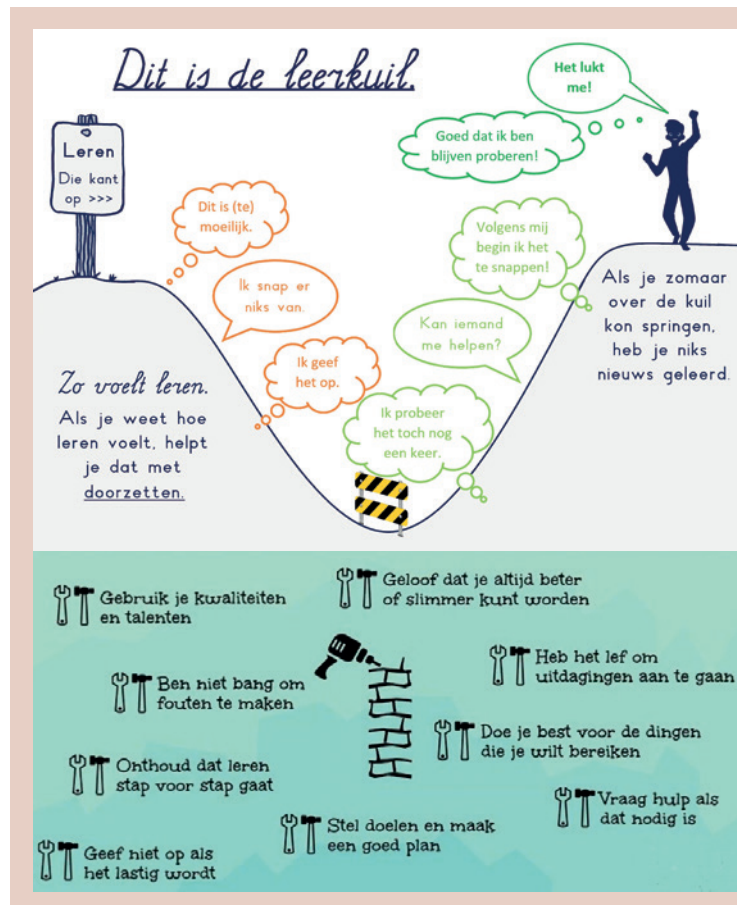 Dit is de leerkuil.
Leren
Die kant
op >>>
Dit is (te)
moeilijk.
Ik snap er
niks van.
Ik geef
het op.
Zo voelt leren.
Als je weet hoe
leren voelt, helpt
je dat met
doorzetten.
Ik probeer
het toch nog
een keer.
Kan iemand
me helpen?
Volgens mij
begin ik het
te snappen!
Goed dat ik ben
blijven proberen!
Het lukt
me!
Als je zomaar
over de kuil
kon springen,
heb je niks
nieuws geleerd.
Gebruik je kwaliteiten
en talenten
Geloof dat je altijd beter
of slimmer kunt worden
Ben niet bang om
fouten te maken
Heb het lef om
uitdagingen aan te gaan
Onthoud dat leren
stap voor stap gaat
Doe je best voor de dingen
die je wilt bereiken
Geef niet op als
het lastig wordt
Stel doelen en maak
een goed plan
Vraag hulp als
dat nodig is